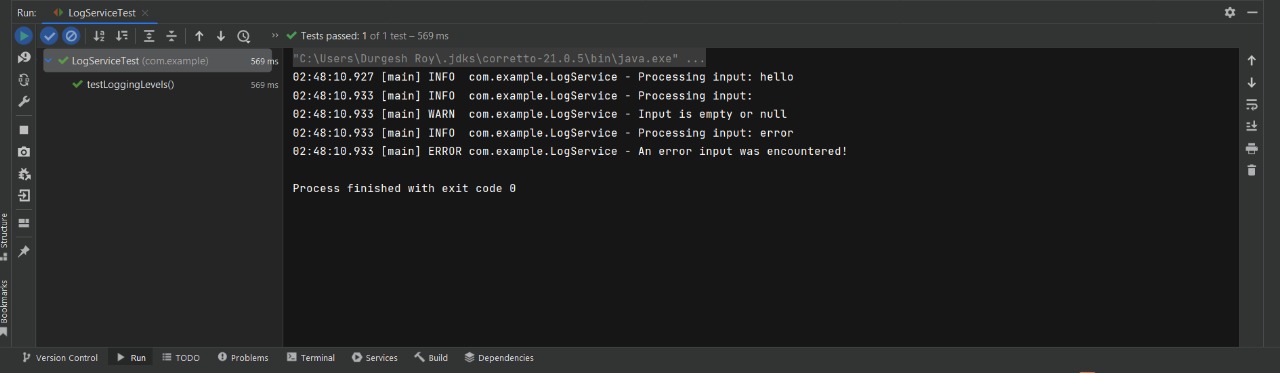 Run: LogServiceTest
Tests passed: 1 of 1 test – 569 ms
LogServiceTest (com.example) 569 ms
testLoggingLevels() 569 ms
"C:\Users\Durgesh Roy\.jdks\corretto-21.0.5\bin\java.exe" ...
02:48:10.927 [main] INFO  com.example.LogService - Processing input: hello
02:48:10.933 [main] INFO  com.example.LogService - Processing input:
02:48:10.933 [main] WARN  com.example.LogService - Input is empty or null
02:48:10.933 [main] INFO  com.example.LogService - Processing input: error
02:48:10.933 [main] ERROR com.example.LogService - An error input was encountered!
Process finished with exit code 0
Structure
Bookmarks
Version Control Run TODO Problems Terminal Services Build Dependencies